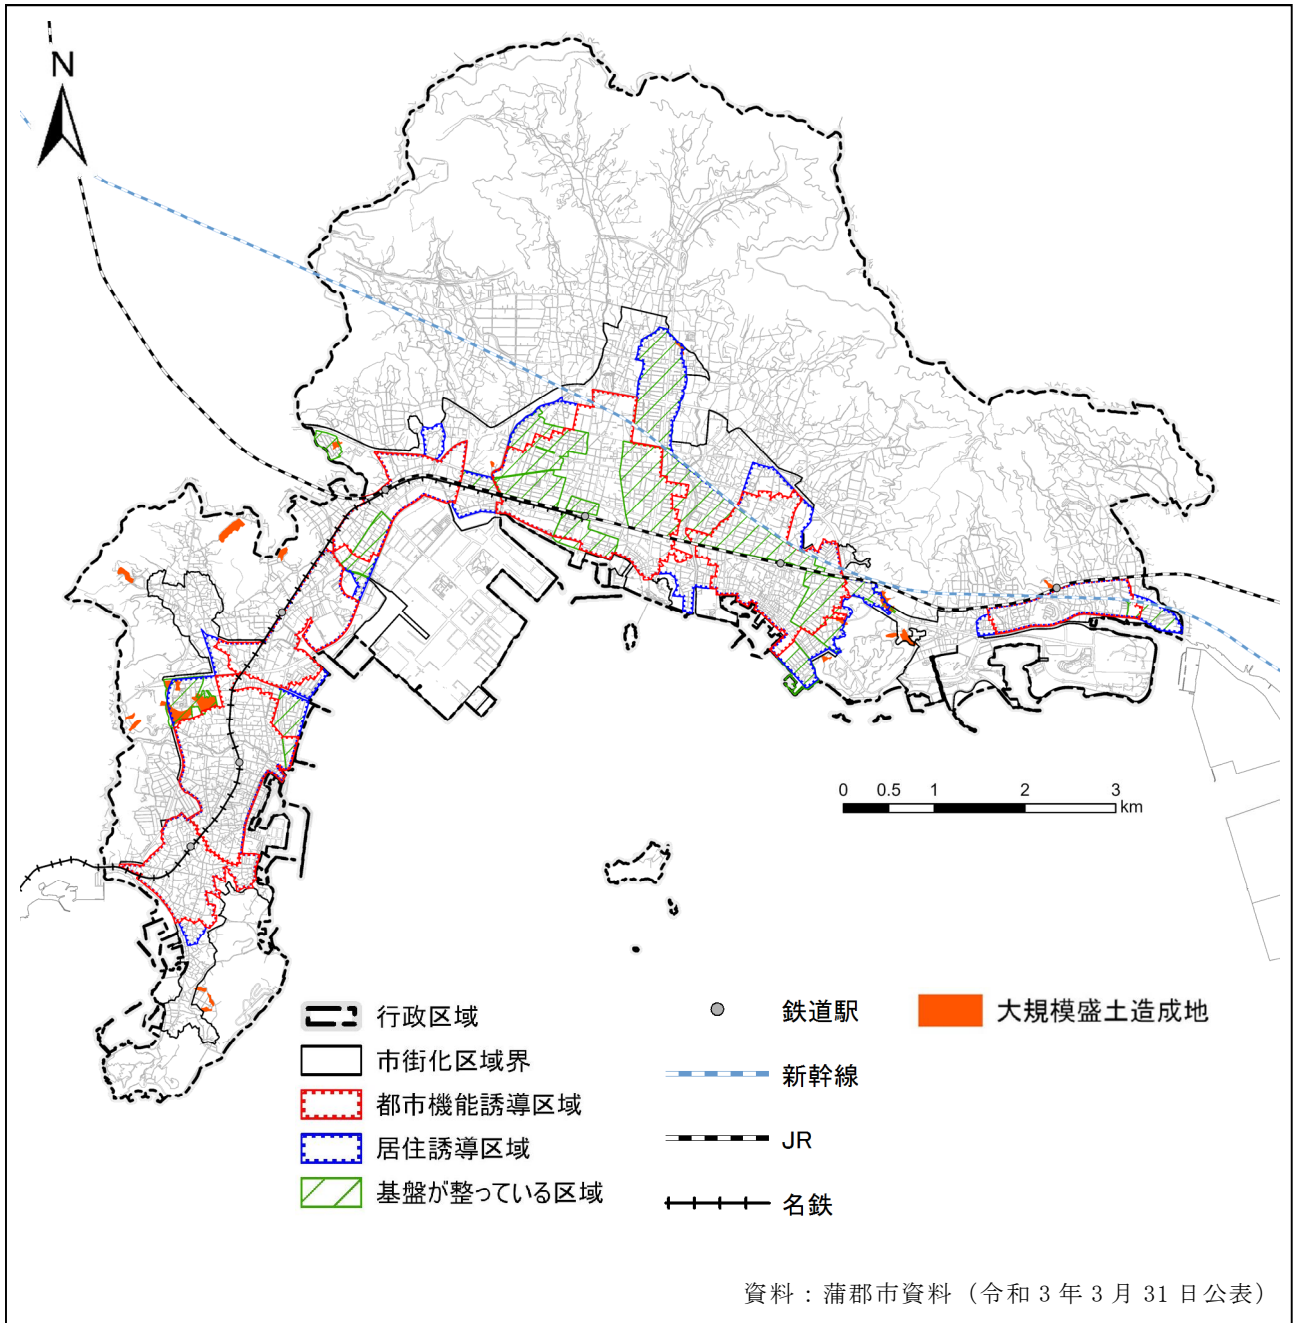 N
0 0.5 1 2 3
km
行政区域
市街化区域界
都市機能誘導区域
居住誘導区域
基盤が整っている区域
鉄道駅
新幹線
JR
名鉄
大規模盛土造成地
資料：蒲郡市資料（令和3年3月31日公表）